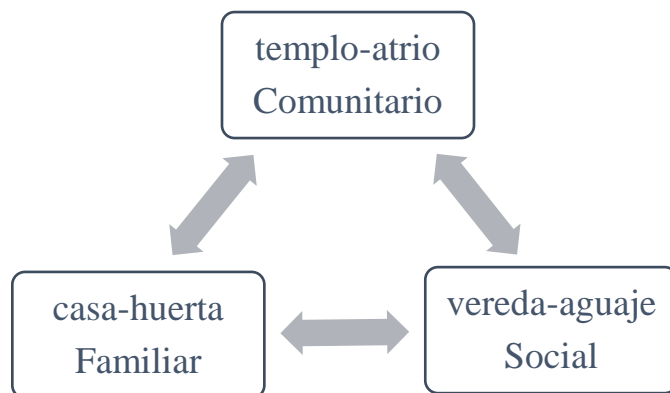 templo-atrio
Comunitario
casa-huerta
Familiar
vereda-aguaje
Social